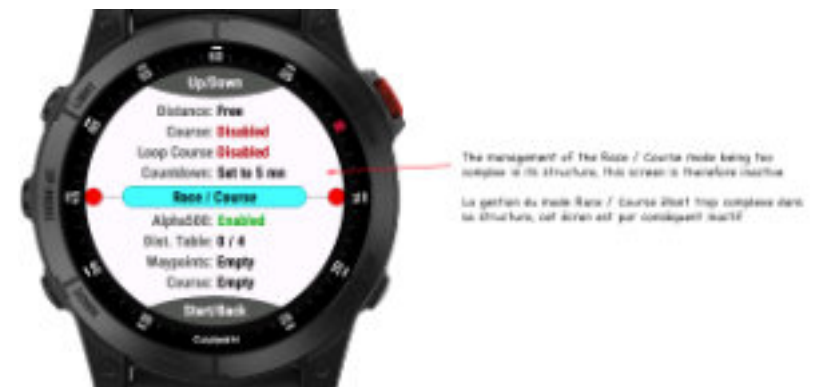 Up/Down
Distance: Free
Course: Disabled
Loop Course Disabled
Countdown: Set to 5 mn
Race / Course
Alpha500: Enabled
Dist. Table: 0 / 4
Waypoints: Empty
Course: Empty
Start/Back
The management of the Race / Course mode being too
complex in its structure, this screen is therefore inactive
La gestion du mode Race / Course étant trop complexe dans
sa structure, cet écran est par conséquent inactif
LIGHT
DOWN